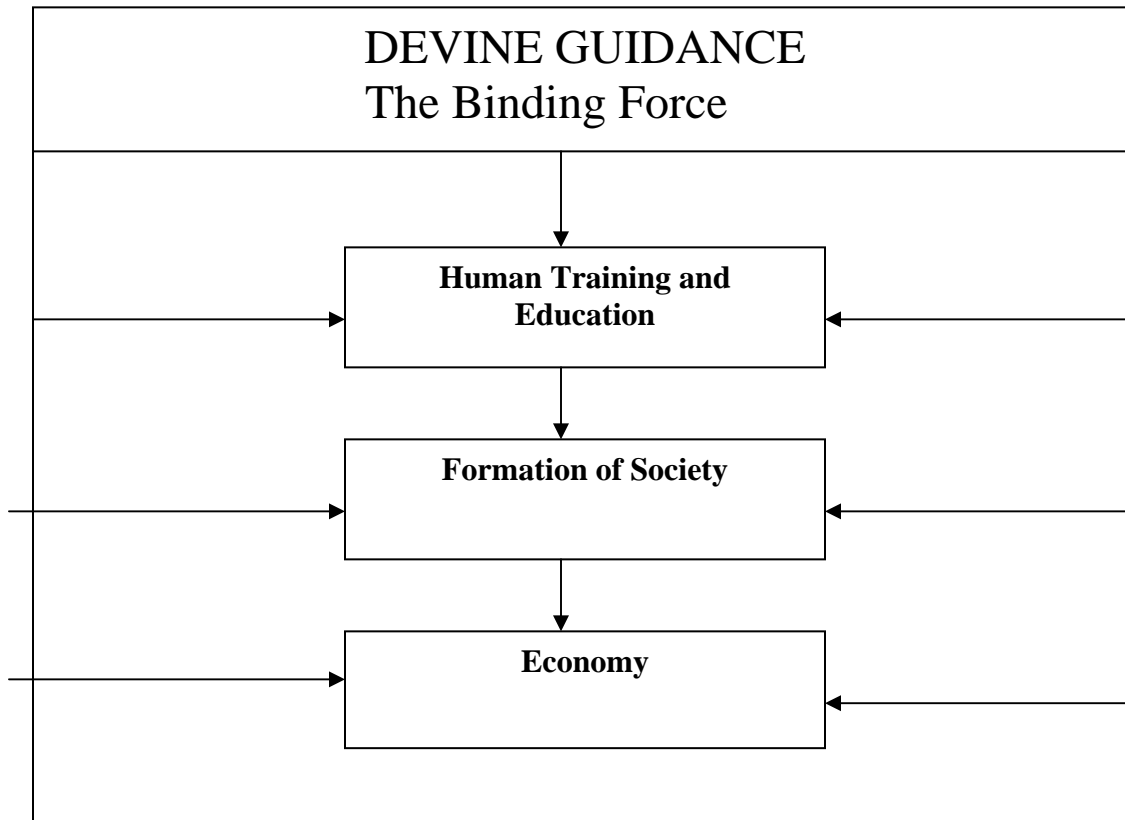 DEVINE GUIDANCE
The Binding Force
Human Training and
Education
Formation of Society
Economy